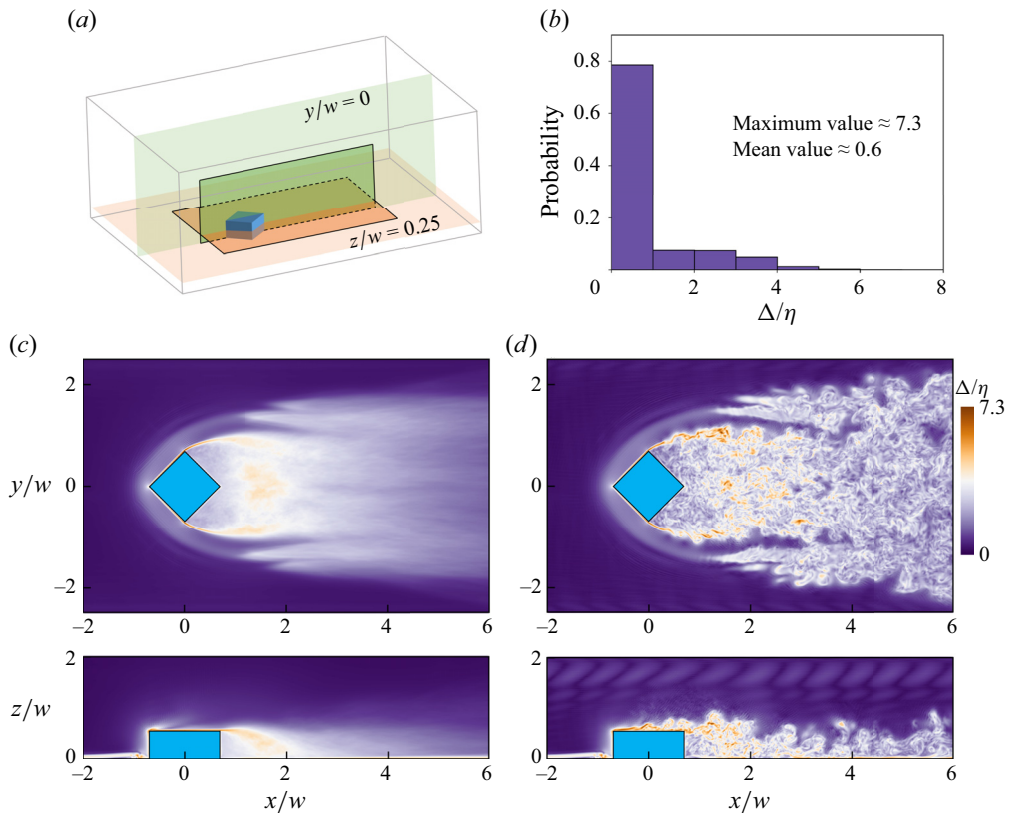 (a)
y/w = 0
z/w = 0.25
(b)
Probability
0.8
0.6
0.4
0.2
0
2
4
6
8
Maximum value ≈ 7.3
Mean value ≈ 0.6
Δ/η
(c)
y/w
2
0
−2
−2
0
2
4
6
(d)
2
0
−2
−2
0
2
4
6
Δ/η
7.3
0
z/w
2
0
−2
0
2
4
6
x/w
2
0
−2
0
2
4
6
x/w